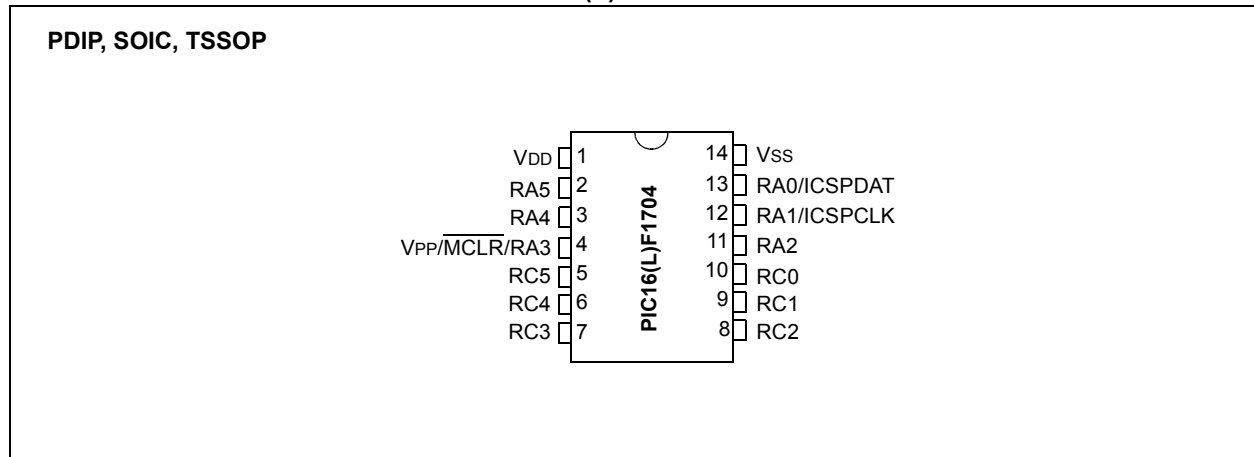 PDIP, SOIC, TSSOP
VDD 1 14 VSS
RA5 2 13 RA0/ICSPDAT
RA4 3 12 RA1/ICSPCLK
VPP/MCLR/RA3 4 11 RA2
RC5 5 10 RC0
RC4 6 9 RC1
RC3 7 8 RC2
PIC16(L)F1704